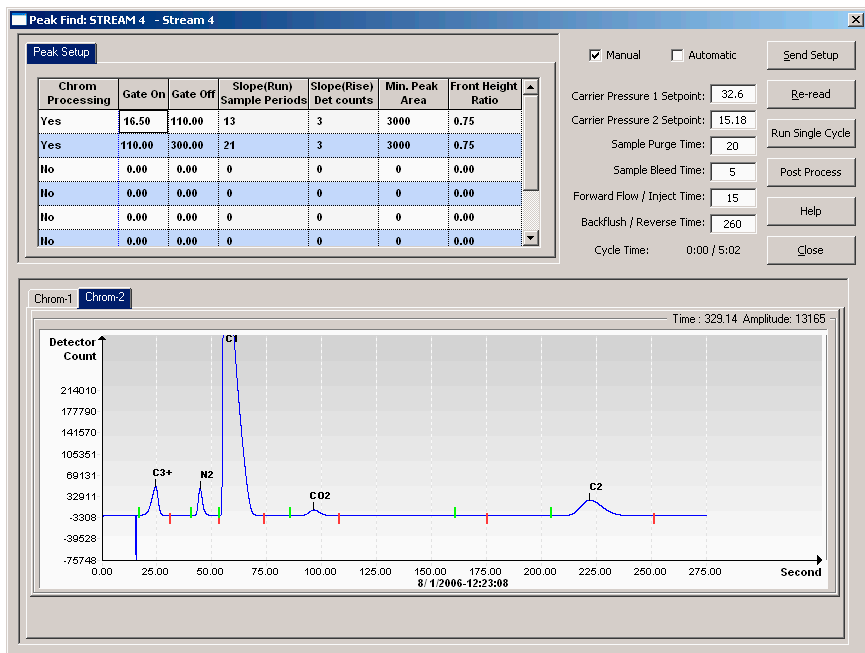 Peak Find: STREAM 4 - Stream 4
Peak Setup
Chrom Processing Gate On Gate Off Slope(Run) Sample Periods Slope(Rise) Det counts Min. Peak Area Front Height Ratio
Yes 16.50 110.00 13 3 3000 0.75
Yes 110.00 300.00 21 3 3000 0.75
No 0.00 0.00 0 0 0 0.00
No 0.00 0.00 0 0 0 0.00
No 0.00 0.00 0 0 0 0.00
No 0.00 0.00 0 0 0 0.00
Manual Automatic
Carrier Pressure 1 Setpoint: 32.6
Carrier Pressure 2 Setpoint: 15.18
Sample Purge Time: 20
Sample Bleed Time: 5
Forward Flow / Inject Time: 15
Backflush / Reverse Time: 260
Cycle Time: 0:00 / 5:02
Send Setup
Re-read
Run Single Cycle
Post Process
Help
Close
Chrom-1 Chrom-2
Time : 329.14 Amplitude: 13165
Detector
Count
214010
177790
141570
105351
69131
32911
-3308
-39528
-75748
C3+ N2 C1 CO2 C2
0.00 25.00 50.00 75.00 100.00 125.00 150.00 175.00 200.00 225.00 250.00 275.00 Second
8/ 1/2006-12:23:08